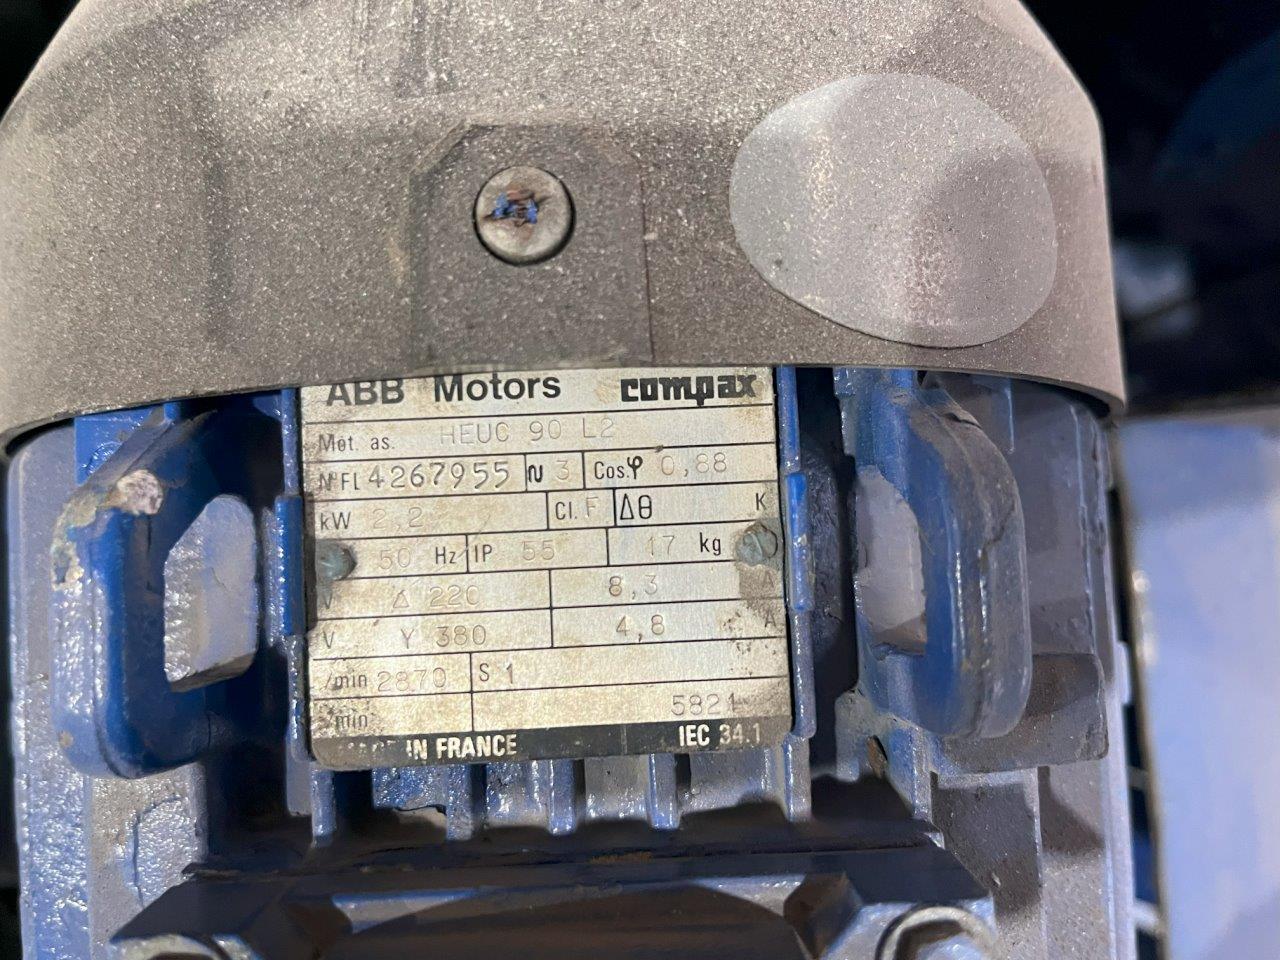 ABB Motors compax
Mot. as. HEUC 90 L2
N° FL 4267955 ~ 3 Cos.φ 0,88
kW 2,2 Cl. F Δθ K
50 Hz IP 55 17 kg
V Δ 220 8,3 A
V Y 380 4,8 A
/min 2870 S 1
/min 5821
MADE IN FRANCE IEC 34.1